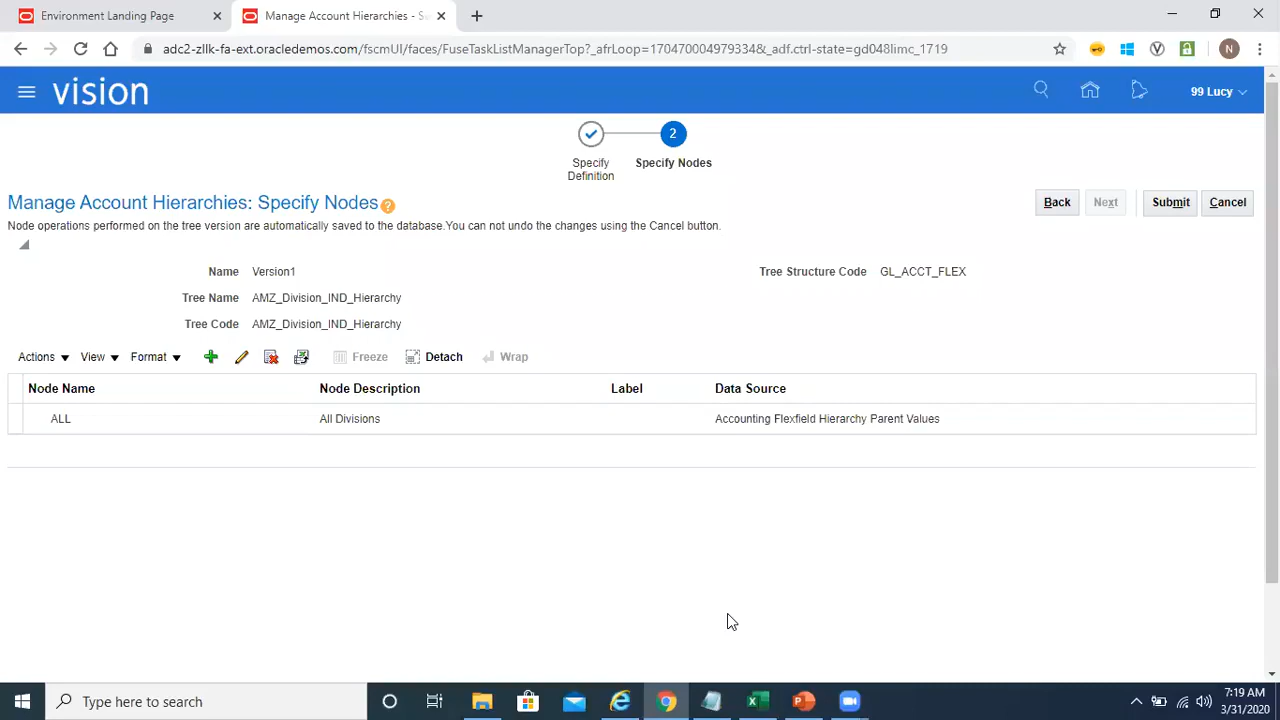 Environment Landing Page
Manage Account Hierarchies - S
adc2-zllk-fa-ext.oracledemos.com/fscmUI/faces/FuseTaskListManagerTop?_afrLoop=170470004979334&_adf.ctrl-state=gd048limc_1719
N
vision
99 Lucy
2
Specify
Definition
Specify Nodes
Manage Account Hierarchies: Specify Nodes
Back Next Submit Cancel
Node operations performed on the tree version are automatically saved to the database.You can not undo the changes using the Cancel button.
Name Version1
Tree Structure Code GL_ACCT_FLEX
Tree Name AMZ_Division_IND_Hierarchy
Tree Code AMZ_Division_IND_Hierarchy
Actions View Format Freeze Detach Wrap
Node Name Node Description Label Data Source
ALL All Divisions Accounting Flexfield Hierarchy Parent Values
Type here to search
7:19 AM
3/31/2020